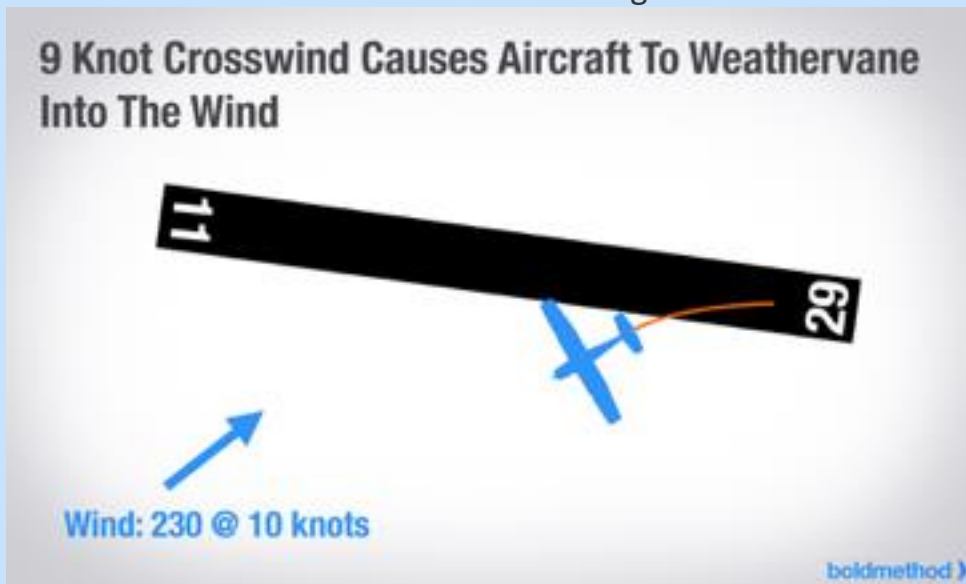 9 Knot Crosswind Causes Aircraft To Weathervane
Into The Wind
11
29
Wind: 230 @ 10 knots
boldmethod